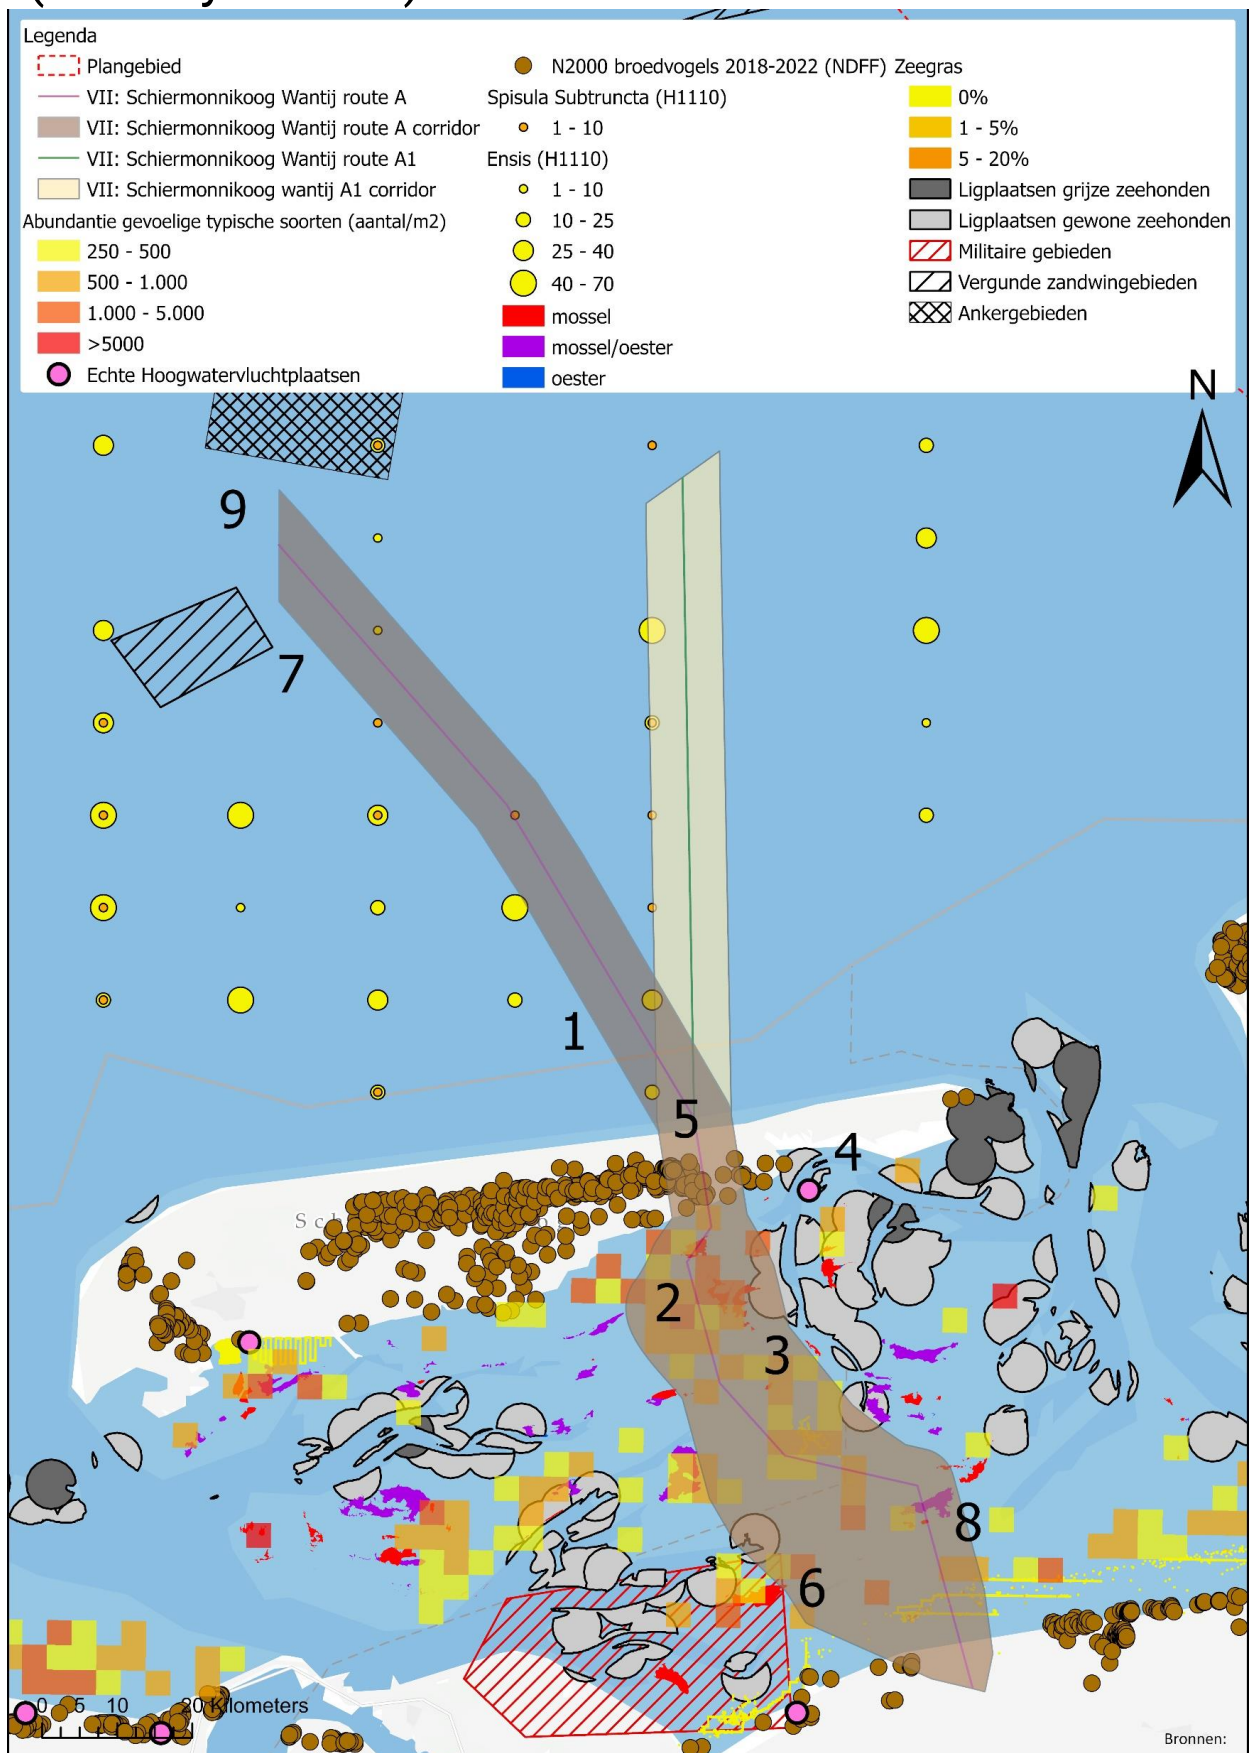 Legenda
Plangebied
VII: Schiermonnikoog Wantij route A
VII: Schiermonnikoog Wantij route A corridor
VII: Schiermonnikoog Wantij route A1
VII: Schiermonnikoog wantij A1 corridor
Abundantie gevoelige typische soorten (aantal/m2)
250 - 500
500 - 1.000
1.000 - 5.000
>5000
Echte Hoogwatervluchtplaatsen
N2000 broedvogels 2018-2022 (NDFF)
Spisula Subtruncta (H1110)
1 - 10
Ensis (H1110)
1 - 10
10 - 25
25 - 40
40 - 70
mossel
mossel/oester
oester
Zeegras
0%
1 - 5%
5 - 20%
Ligplaatsen grijze zeehonden
Ligplaatsen gewone zeehonden
Militaire gebieden
Vergunde zandwingebieden
Ankergebieden
N
9
7
1
5
4
2
3
8
6
0 5 10 20 Kilometers
Bronnen: